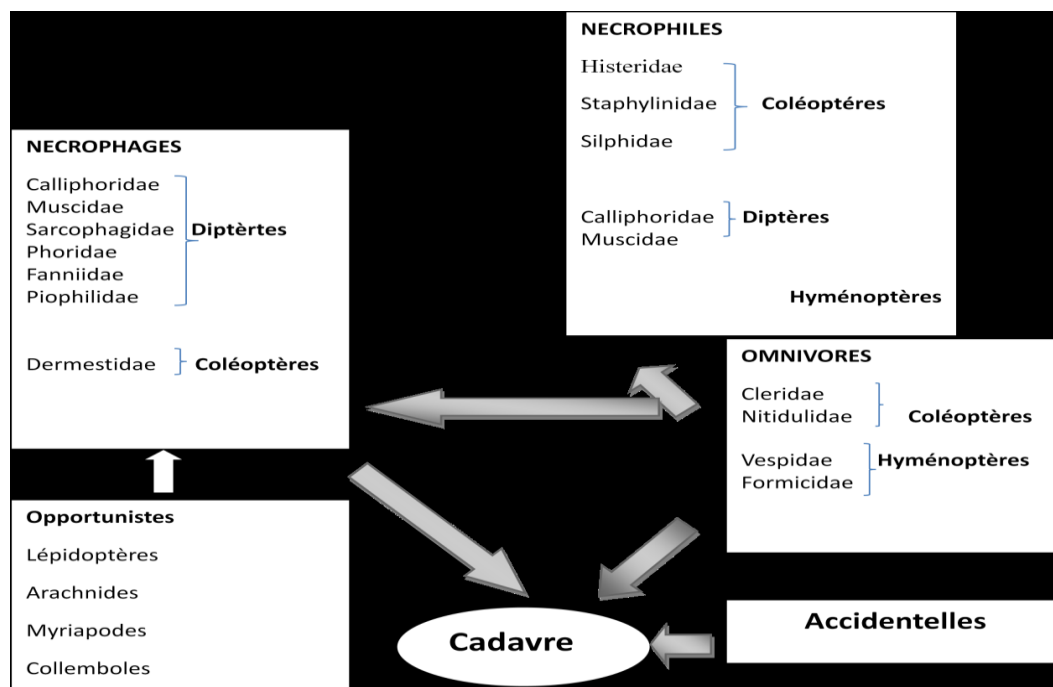 NECROPHILES
Histeridae
Staphylinidae Coléoptéres
Silphidae
Calliphoridae Diptères
Muscidae
Hyménoptères
NECROPHAGES
Calliphoridae
Muscidae
Sarcophagidae Diptèrtes
Phoridae
Fanniidae
Piophilidae
Dermestidae Coléoptères
OMNIVORES
Cleridae
Nitidulidae Coléoptères
Vespidae Hyménoptères
Formicidae
Opportunistes
Lépidoptères
Arachnides
Myriapodes
Collemboles
Cadavre
Accidentelles